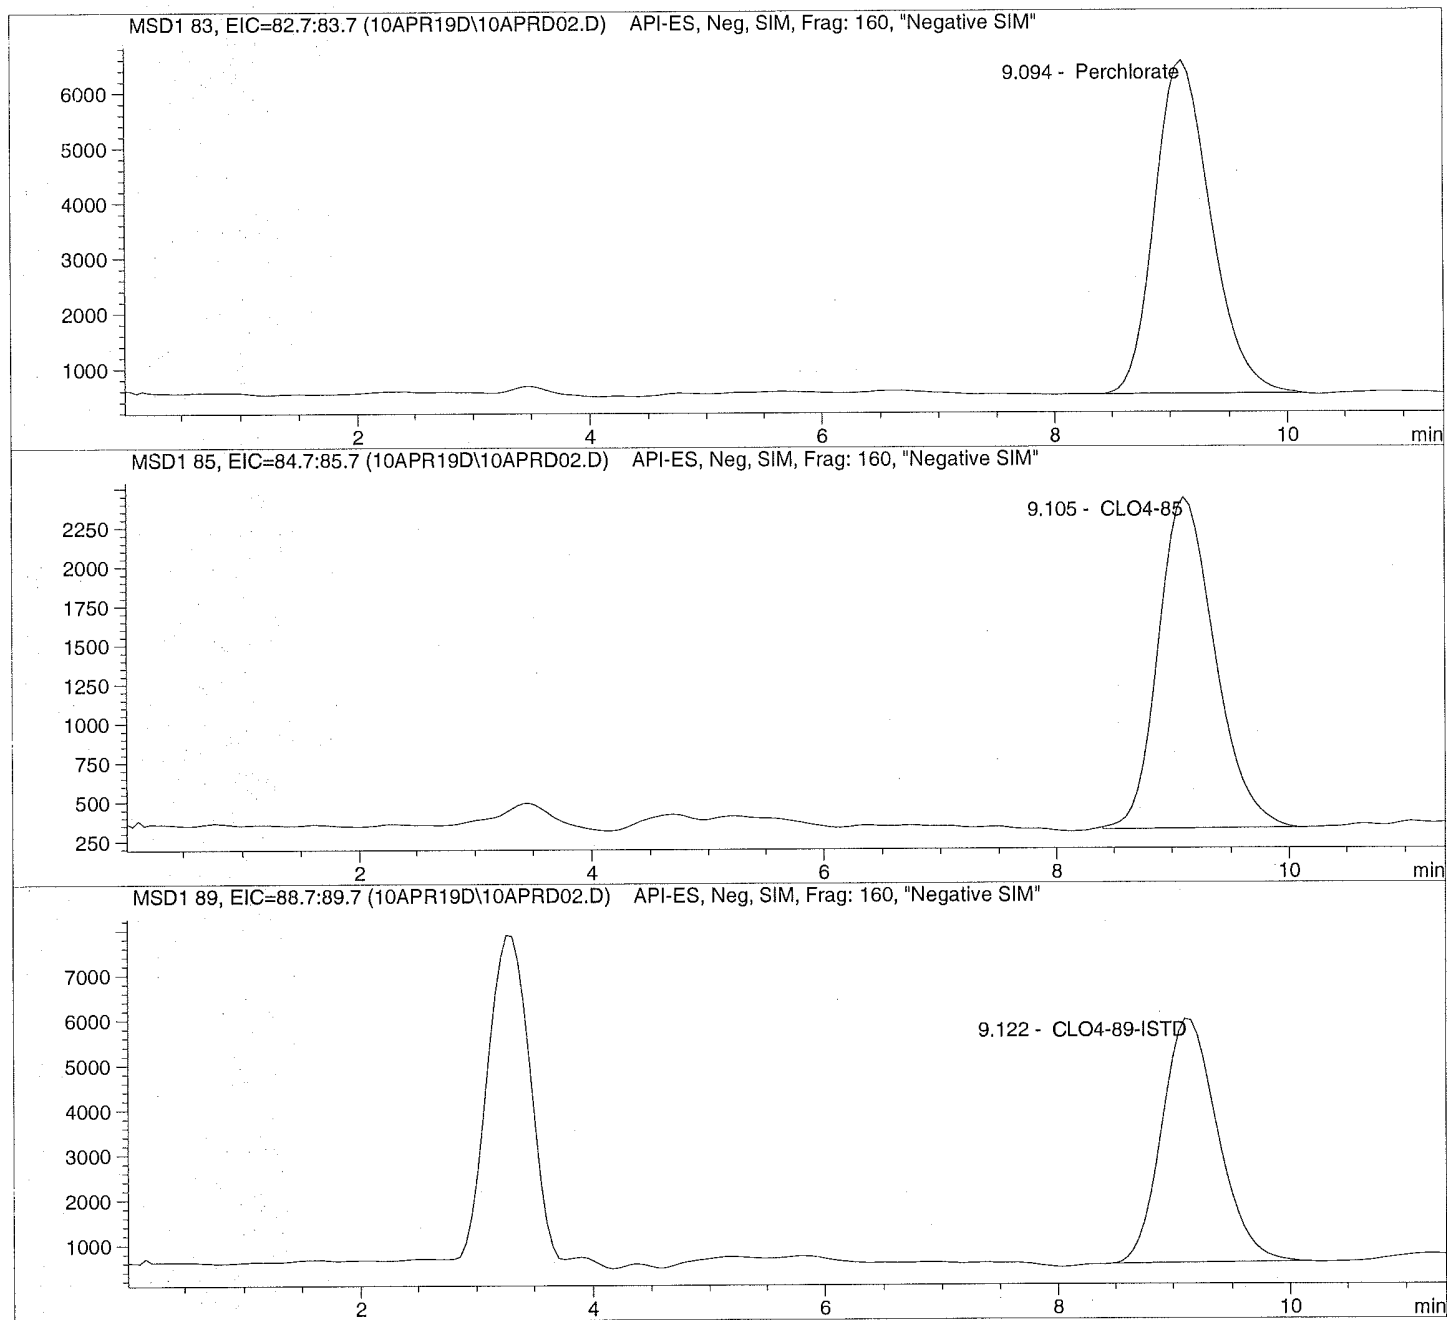 MSD1 83, EIC=82.7:83.7 (10APR19D\10APRD02.D) API-ES, Neg, SIM, Frag: 160, "Negative SIM"
9.094 - Perchlorate
6000
5000
4000
3000
2000
1000
2 4 6 8 10 min
MSD1 85, EIC=84.7:85.7 (10APR19D\10APRD02.D) API-ES, Neg, SIM, Frag: 160, "Negative SIM"
9.105 - CLO4-85
2250
2000
1750
1500
1250
1000
750
500
250
2 4 6 8 10 min
MSD1 89, EIC=88.7:89.7 (10APR19D\10APRD02.D) API-ES, Neg, SIM, Frag: 160, "Negative SIM"
7000
6000
9.122 - CLO4-89-ISTD
5000
4000
3000
2000
1000
2 4 6 8 10 min